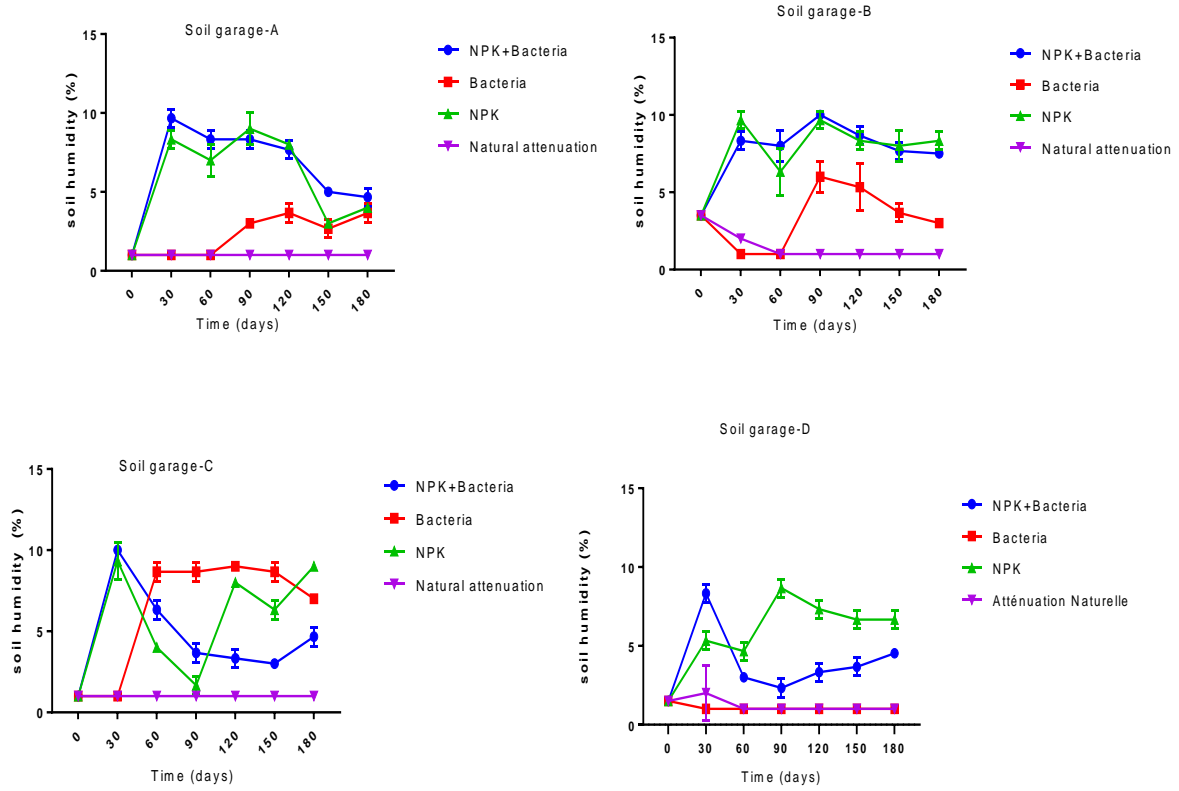 Soil garage-A
15
10
5
0
soil humidity (%)
0 30 60 90 120 150 180
Time (days)
NPK+Bacteria
Bacteria
NPK
Natural attenuation
Soil garage-B
15
10
5
0
soil humidity (%)
0 30 60 90 120 150 180
Time (days)
NPK+Bacteria
Bacteria
NPK
Natural attenuation
Soil garage-C
15
10
5
0
soil humidity (%)
0 30 60 90 120 150 180
Time (days)
NPK+Bacteria
Bacteria
NPK
Natural attenuation
Soil garage-D
15
10
5
0
soil humidity (%)
0 30 60 90 120 150 180
Time (days)
NPK+Bacteria
Bacteria
NPK
Atténuation Naturelle